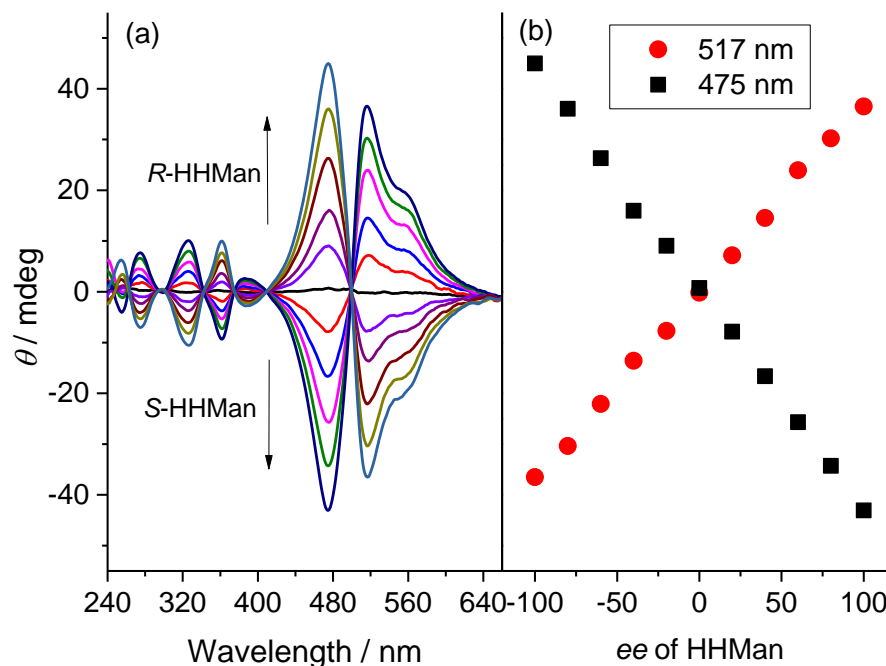 (a)
(b)
517 nm
475 nm
R-HHMan
S-HHMan
θ / mdeg
40
20
0
-20
-40
240 320 400 480 560 640
-100 -50 0 50 100
Wavelength / nm
ee of HHMan